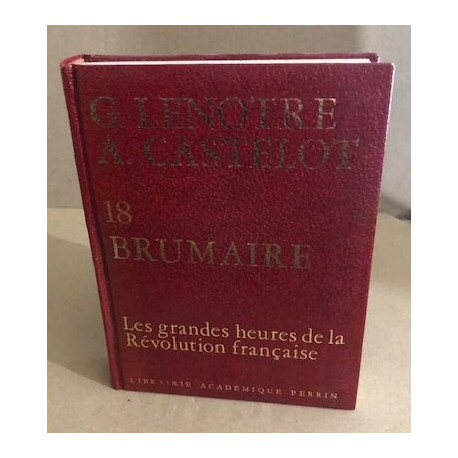 G. LENOTRE
A. CASTELOT
18
BRUMAIRE
Les grandes heures de la
Révolution française
LIBRAIRIE ACADÉMIQUE PERRIN